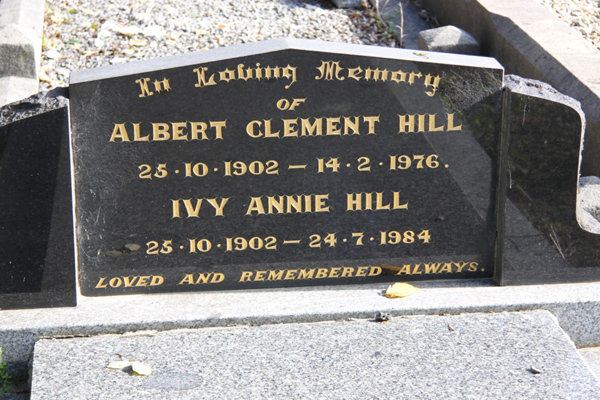 In Loving Memory
OF
ALBERT CLEMENT HILL
25·10·1902 — 14·2·1976.
IVY ANNIE HILL
25·10·1902 — 24·7·1984
LOVED AND REMEMBERED ALWAYS.